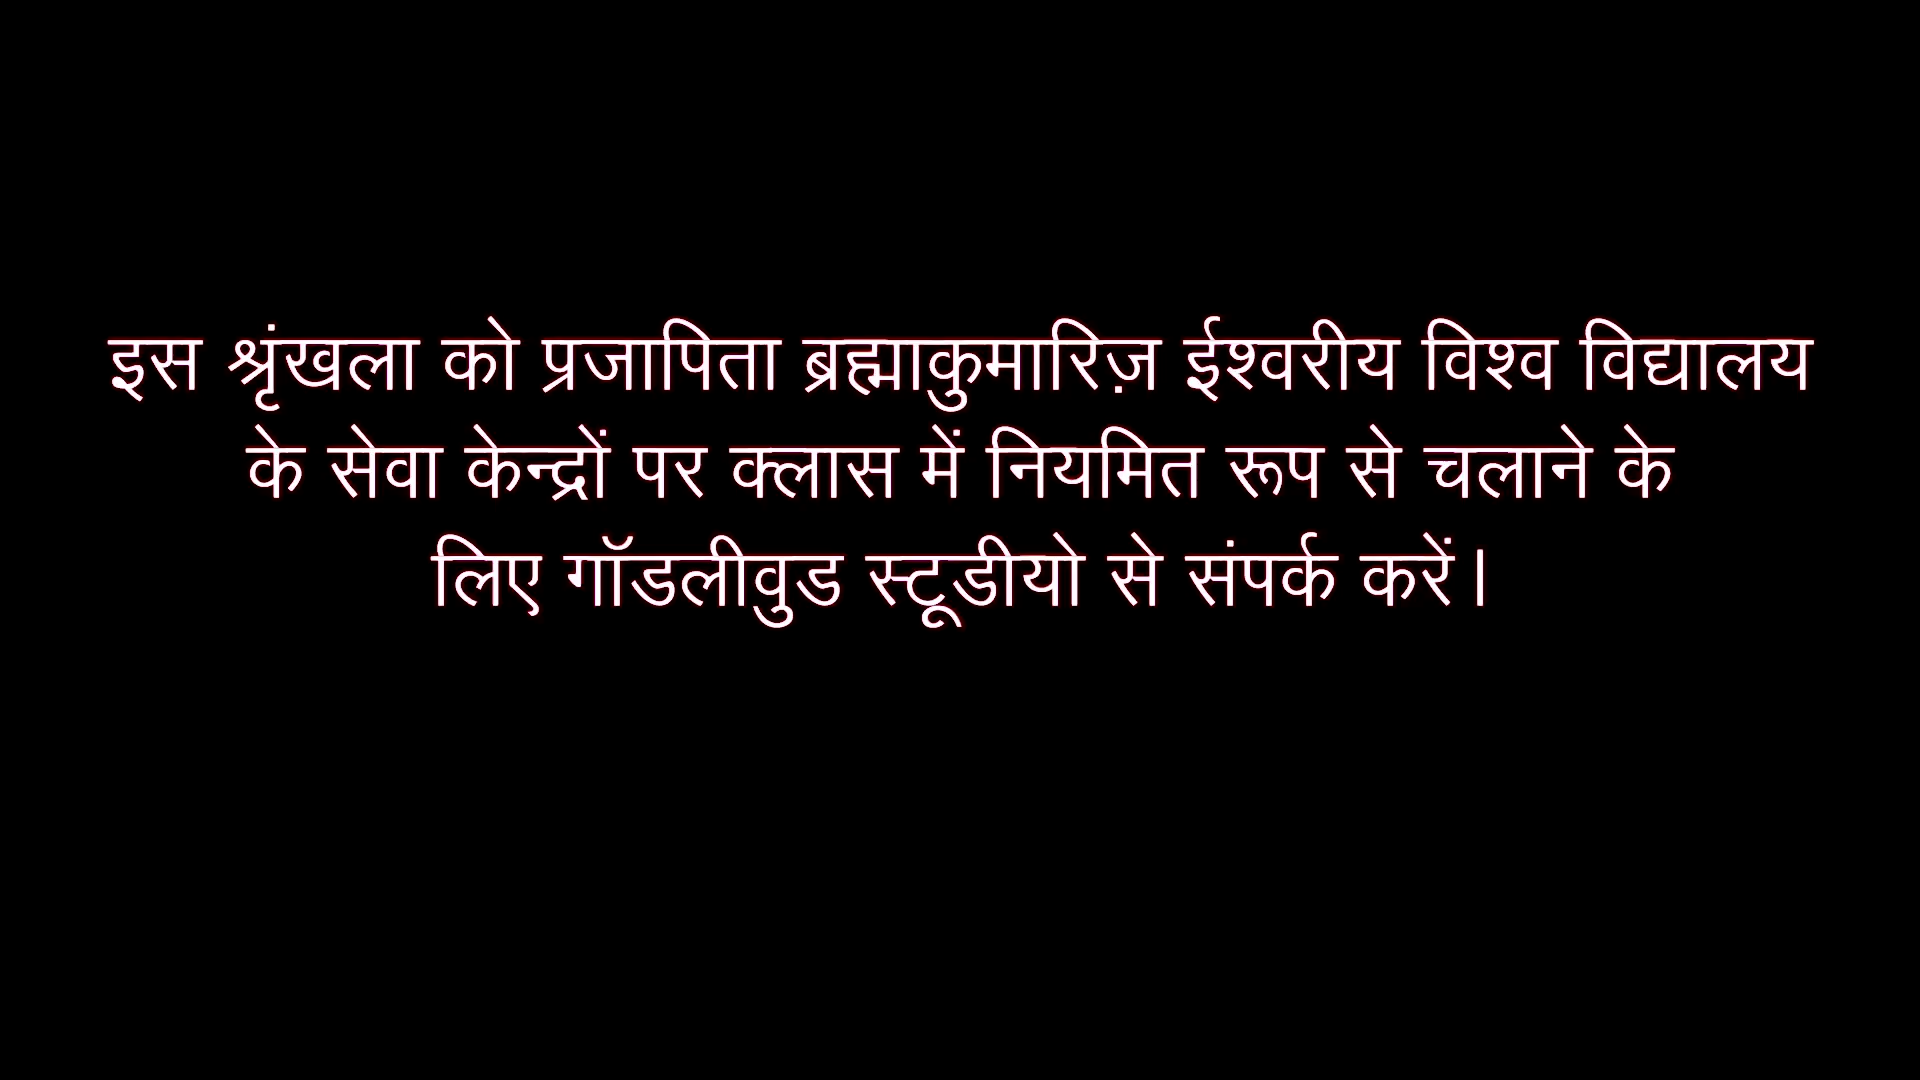 इस श्रृंखला को प्रजापिता ब्रह्माकुमारिज़ ईश्वरीय विश्व विद्यालय
के सेवा केन्द्रों पर क्लास में नियमित रूप से चलाने के
लिए गॉडलीवुड स्टूडीयो से संपर्क करें।